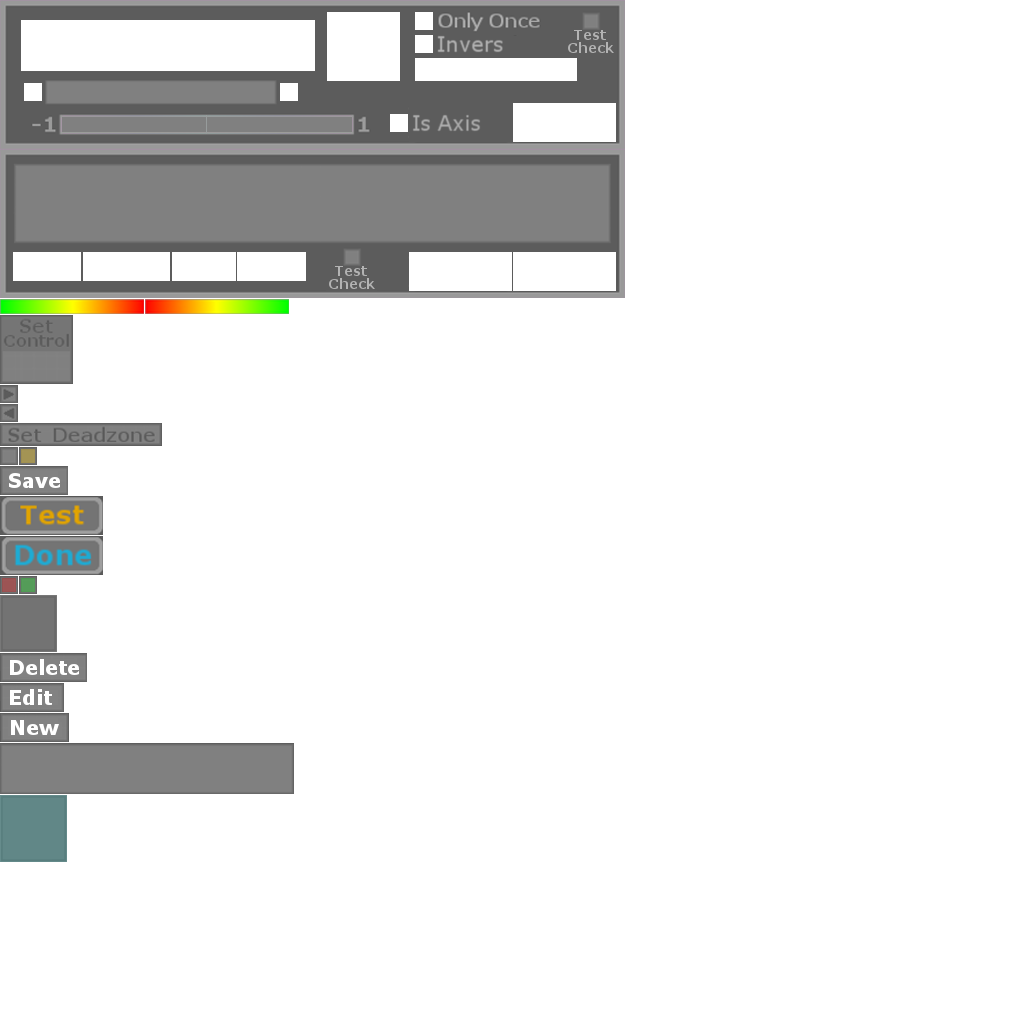 Only Once
Test
Check
Invers
-1
1
Is Axis
Test
Check
Set
Control
Set Deadzone
Save
Test
Done
Delete
Edit
New